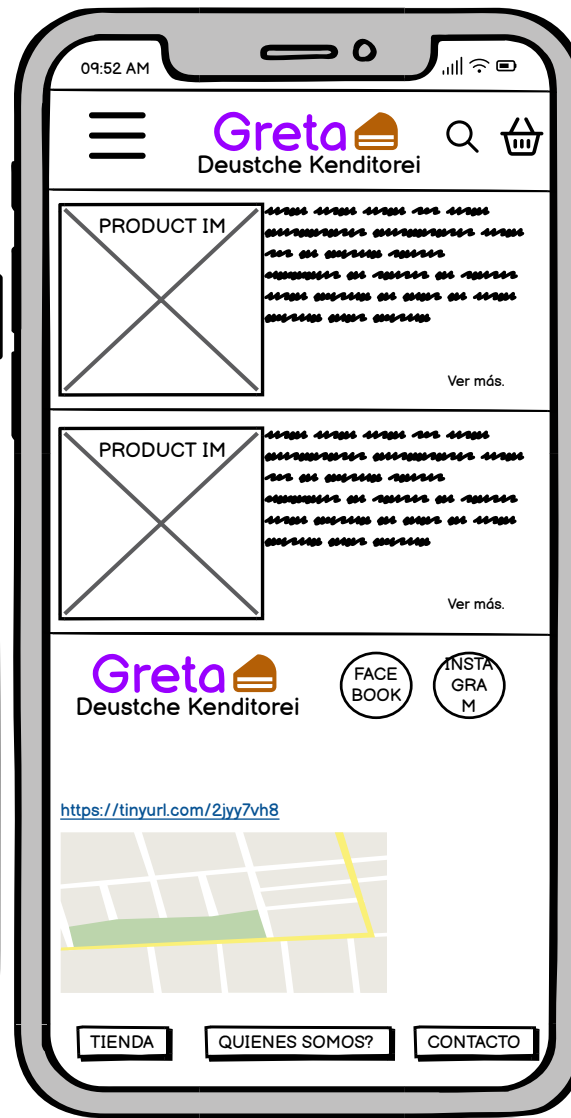 09:52 AM
Greta
Deustche Kenditorei
PRODUCT IM
Ver más.
PRODUCT IM
Ver más.
Greta
Deustche Kenditorei
FACE
BOOK
INSTA
GRA
M
https://tinyurl.com/2jyy7vh8
TIENDA
QUIENES SOMOS?
CONTACTO